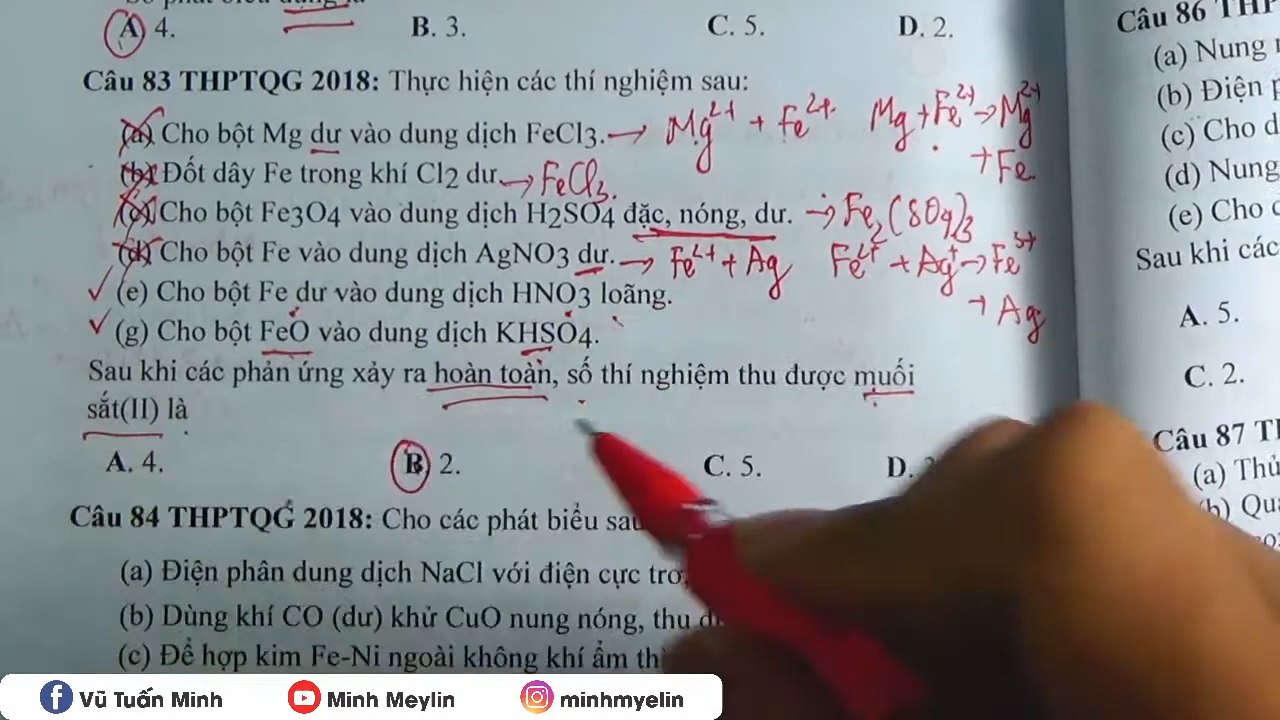 A 4. B. 3. C. 5. D. 2.
Câu 83 THPTQG 2018: Thực hiện các thí nghiệm sau:
(a) Cho bột Mg dư vào dung dịch FeCl3. → Mg2+ + Fe2+ Mg + Fe2+ → Mg2+ + Fe
(b) Đốt dây Fe trong khí Cl2 dư. → FeCl3.
(c) Cho bột Fe3O4 vào dung dịch H2SO4 đặc, nóng, dư. → Fe2(SO4)3
(d) Cho bột Fe vào dung dịch AgNO3 dư. → Fe2+ + Ag Fe2+ + Ag+ → Fe3+ + Ag
(e) Cho bột Fe dư vào dung dịch HNO3 loãng.
(g) Cho bột FeO vào dung dịch KHSO4.
Sau khi các phản ứng xảy ra hoàn toàn, số thí nghiệm thu được muối
sắt(II) là
A. 4. B 2. C. 5. D.
Câu 84 THPTQG 2018: Cho các phát biểu sau
(a) Điện phân dung dịch NaCl với điện cực trơ,
(b) Dùng khí CO (dư) khử CuO nung nóng, thu
(c) Để hợp kim Fe-Ni ngoài không khí ẩm
Câu 86 THP
(a) Nung
(b) Điện
(c) Cho
(d) Nung
(e) Cho
Sau khi các
A. 5.
C. 2.
Câu 87
(a) Thủ
(b)
Vũ Tuấn Minh Minh Meylin minhmyelin